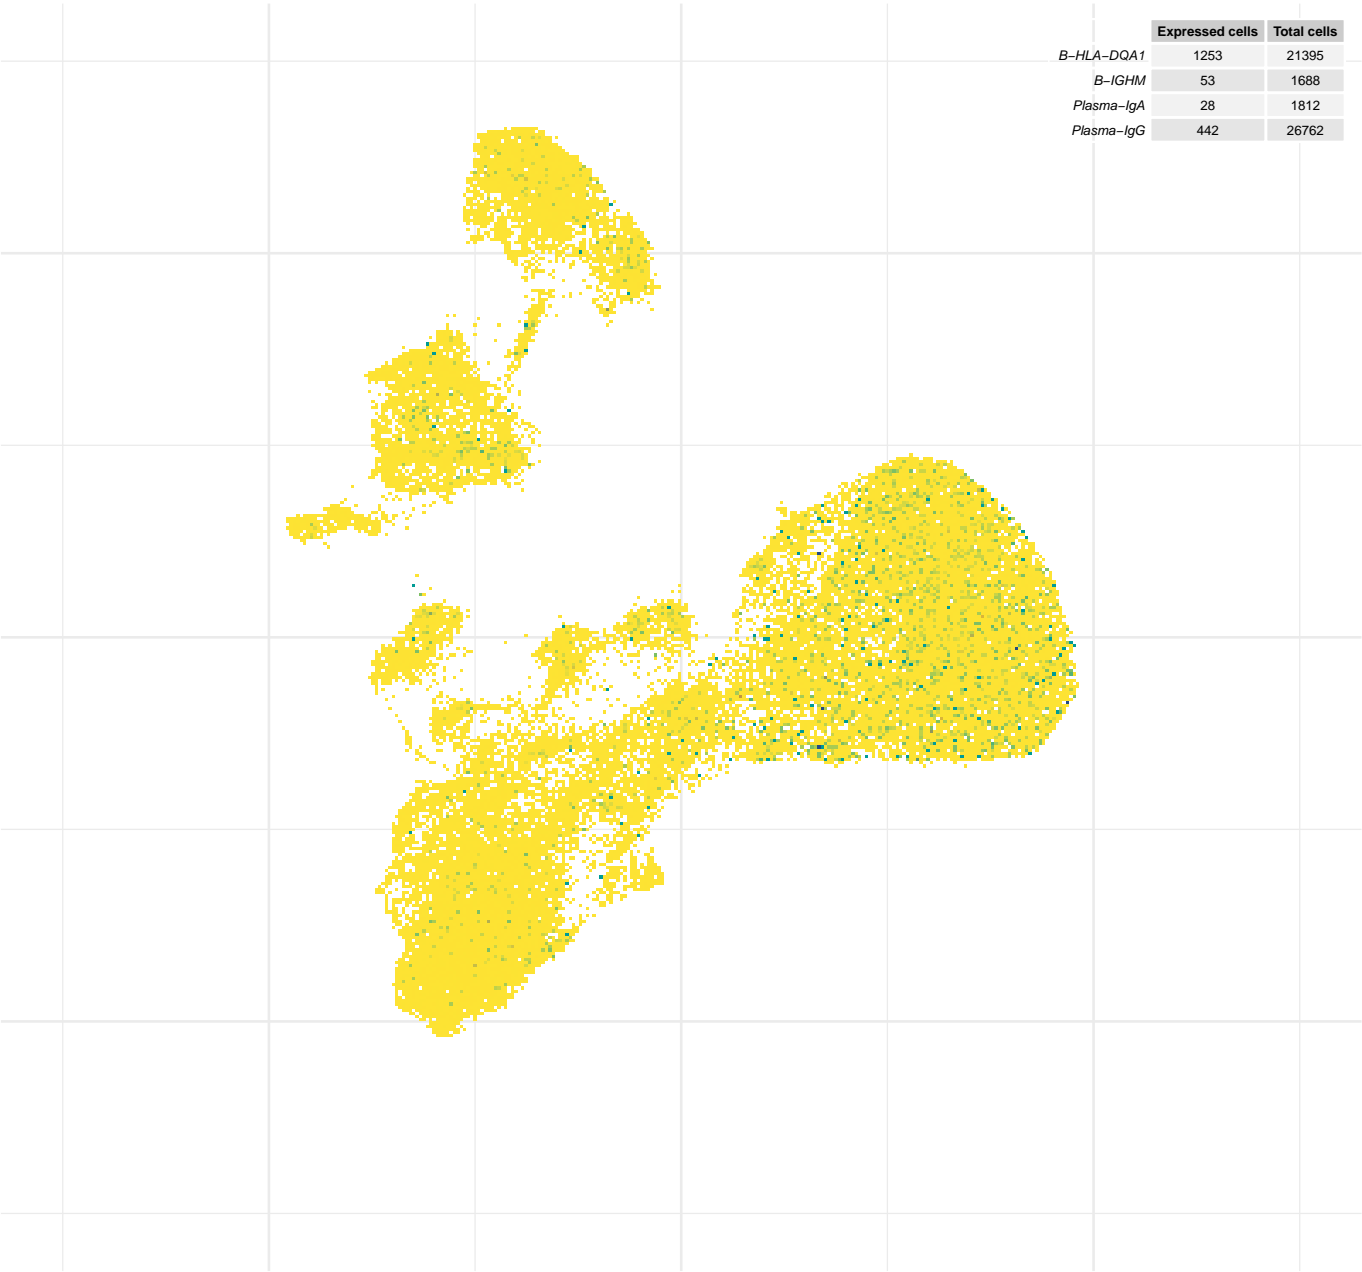 Expressed cells Total cells
B−HLA−DQA1 1253 21395
B−IGHM 53 1688
Plasma−IgA 28 1812
Plasma−IgG 442 26762